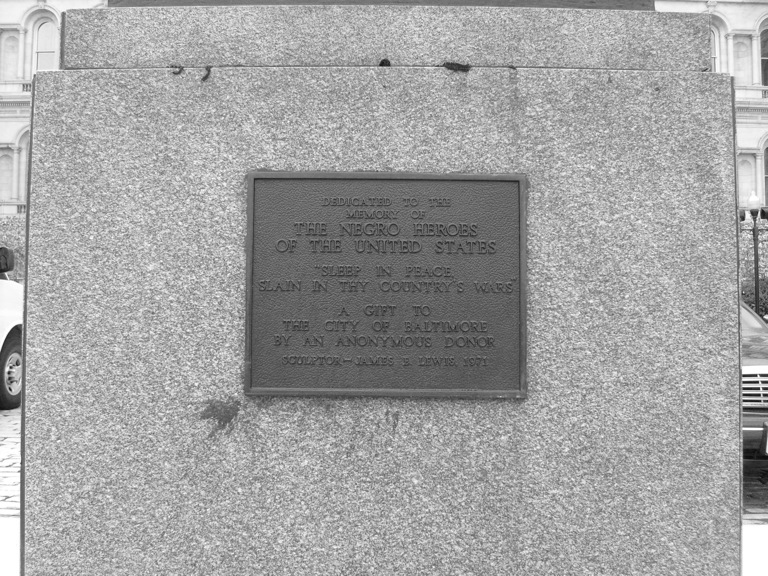 DEDICATED TO THE
MEMORY OF
THE NEGRO HEROES
OF THE UNITED STATES
"SLEEP IN PEACE,
SLAIN IN THY COUNTRY'S WARS"
A GIFT TO
THE CITY OF BALTIMORE
BY AN ANONYMOUS DONOR
SCULPTOR—JAMES E. LEWIS, 1971